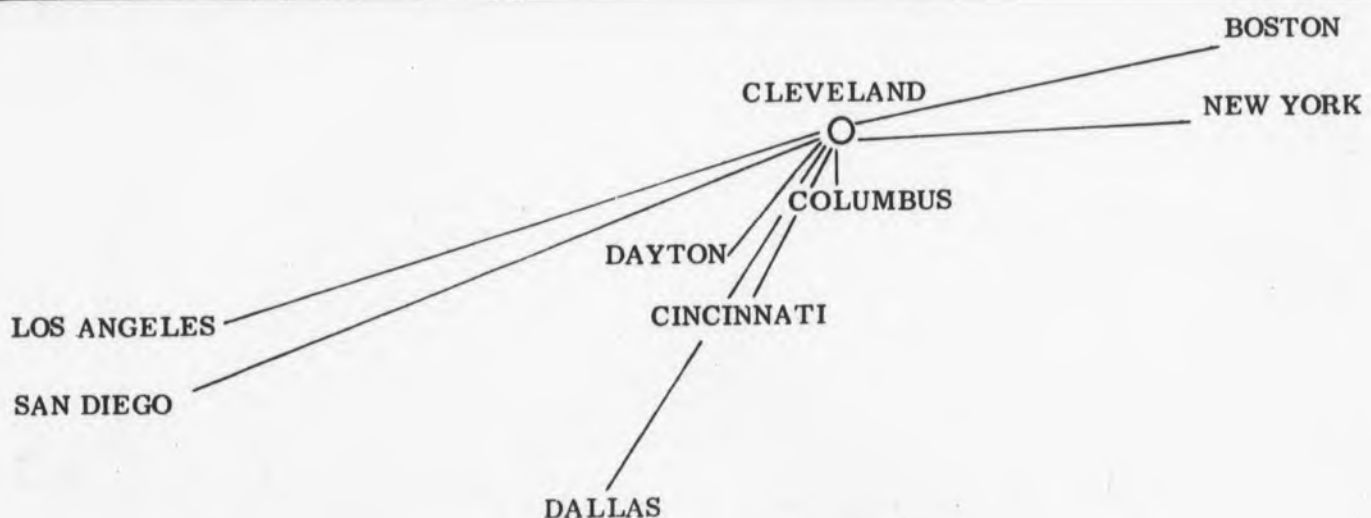 BOSTON
CLEVELAND
NEW YORK
COLUMBUS
DAYTON
CINCINNATI
LOS ANGELES
SAN DIEGO
DALLAS